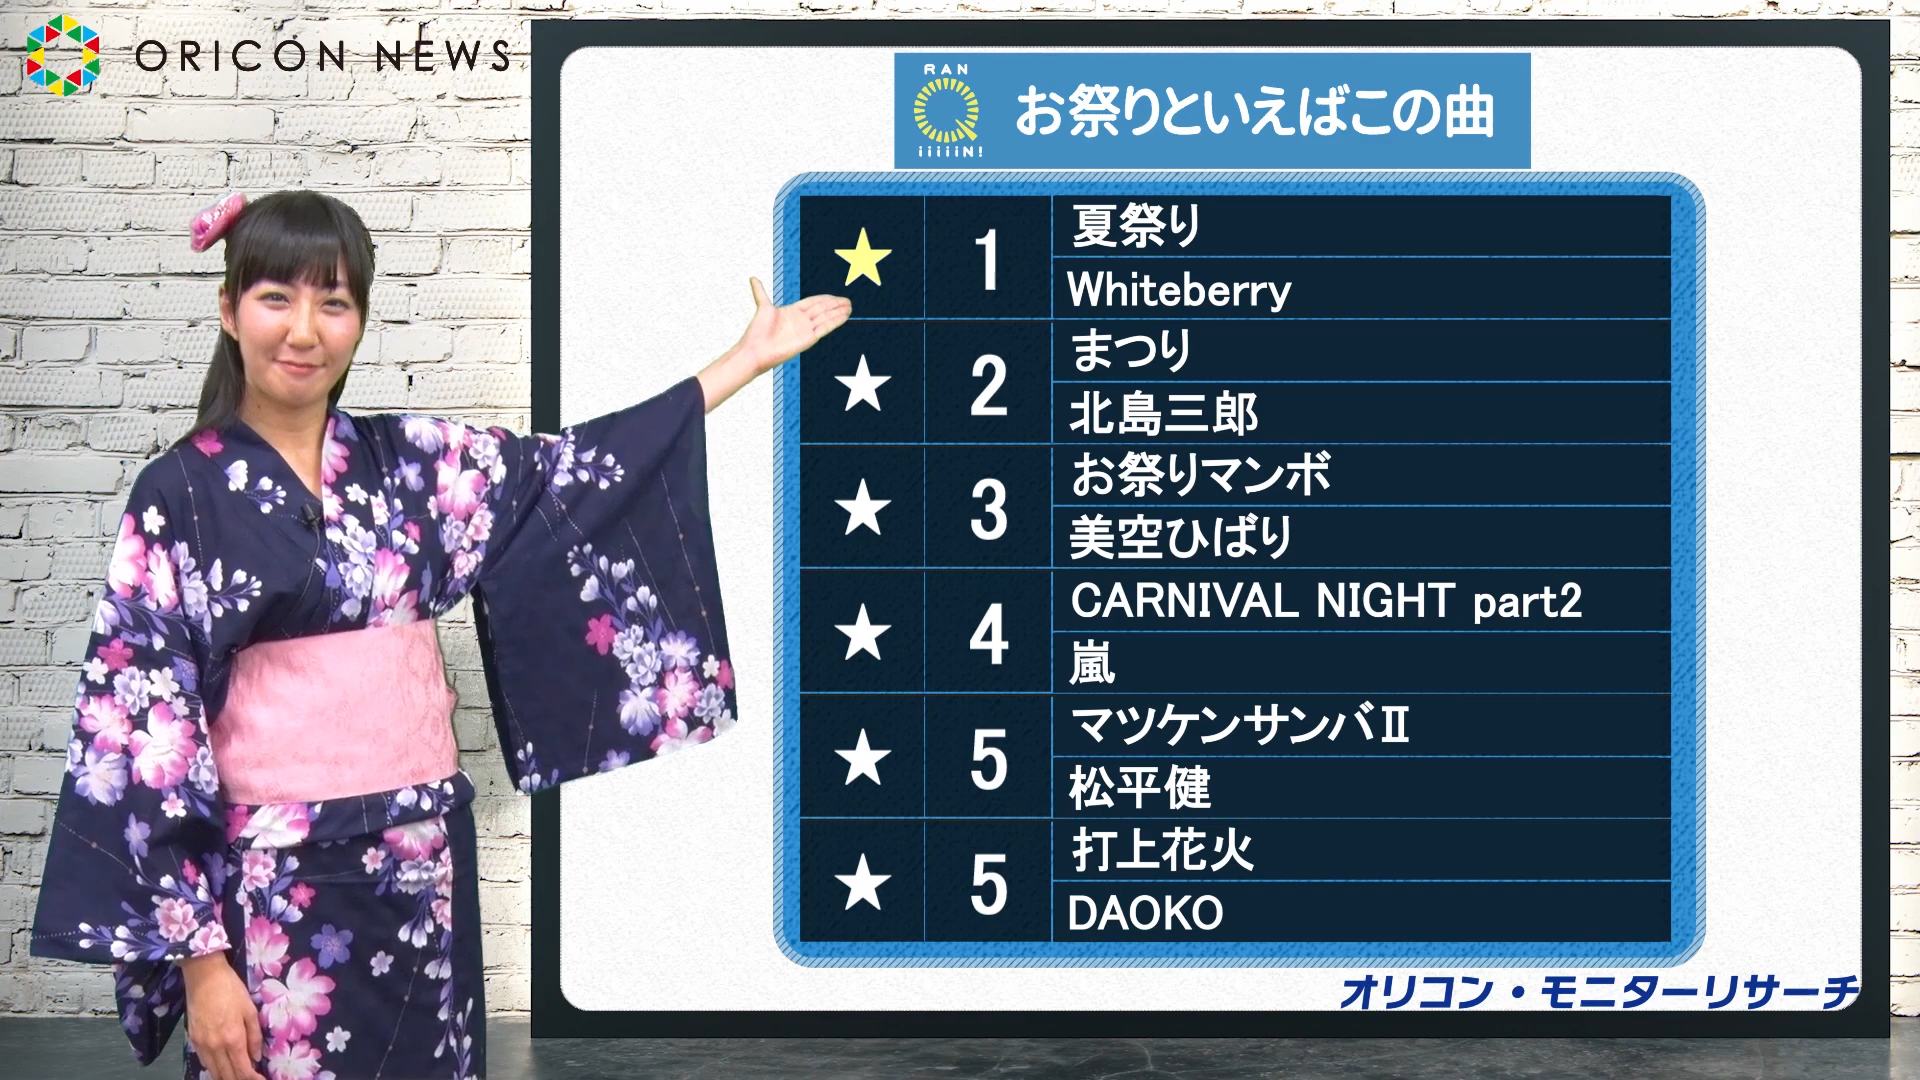 ORICON NEWS
RAN
iiiiiN!
お祭りといえばこの曲
1
夏祭り
Whiteberry
2
まつり
北島三郎
3
お祭りマンボ
美空ひばり
4
CARNIVAL NIGHT part2
嵐
5
マツケンサンバⅡ
松平健
5
打上花火
DAOKO
オリコン・モニターリサーチ